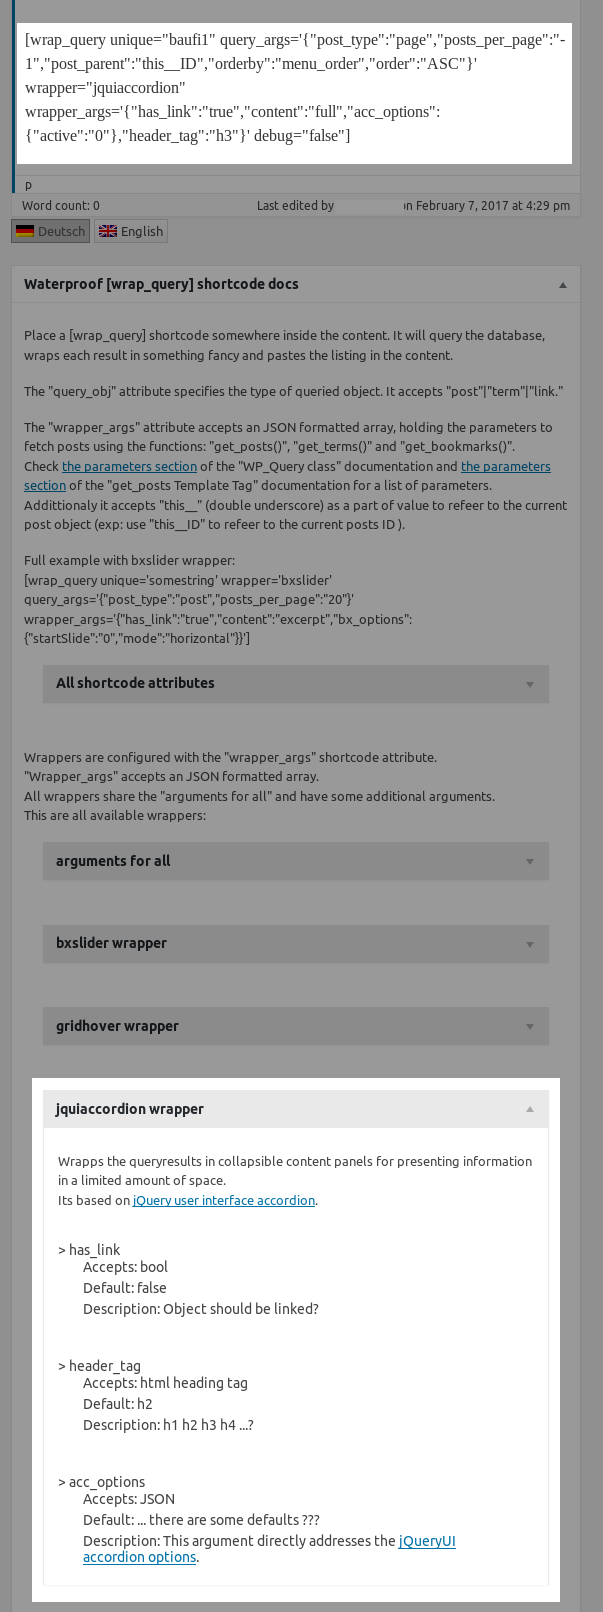 [wrap_query unique="baufi1" query_args='{"post_type":"page","posts_per_page":"-
1","post_parent":"this__ID","orderby":"menu_order","order":"ASC"}'
wrapper="jquiaccordion"
wrapper_args='{"has_link":"true","content":"full","acc_options":
{"active":"0"},"header_tag":"h3"}' debug="false"]
p
Word count: 0 Last edited by on February 7, 2017 at 4:29 pm
Deutsch English
Waterproof [wrap_query] shortcode docs
Place a [wrap_query] shortcode somewhere inside the content. It will query the database,
wraps each result in something fancy and pastes the listing in the content.
The "query_obj" attribute specifies the type of queried object. It accepts "post"|"term"|"link."
The "wrapper_args" attribute accepts an JSON formatted array, holding the parameters to
fetch posts using the functions: "get_posts()", "get_terms()" and "get_bookmarks()".
Check the parameters section of the "WP_Query class" documentation and the parameters
section of the "get_posts Template Tag" documentation for a list of parameters.
Addittionaly it accepts "this__" (double underscore) as a part of value to refeer to the current
post object (exp: use "this__ID" to refeer to the current posts ID ).
Full example with bxslider wrapper:
[wrap_query unique='somestring' wrapper='bxslider'
query_args='{"post_type":"post","posts_per_page":"20"}'
wrapper_args='{"has_link":"true","content":"excerpt","bx_options":
{"startSlide":"0","mode":"horizontal"}}']
All shortcode attributes
Wrappers are configured with the "wrapper_args" shortcode attribute.
"Wrapper_args" accepts an JSON formatted array.
All wrappers share the "arguments for all" and have some additional arguments.
This are all available wrappers:
arguments for all
bxslider wrapper
gridhover wrapper
jquiaccordion wrapper
Wrapps the queryresults in collapsible content panels for presenting information
in a limited amount of space.
Its based on jQuery user interface accordion.
> has_link
Accepts: bool
Default: false
Description: Object should be linked?
> header_tag
Accepts: html heading tag
Default: h2
Description: h1 h2 h3 h4 ...?
> acc_options
Accepts: JSON
Default: ... there are some defaults ???
Description: This argument directly addresses the jQueryUI
accordion options.